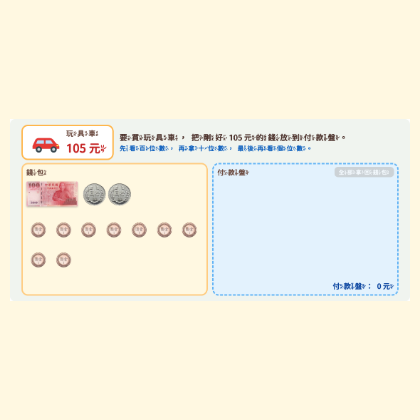 玩具車
105 元
要買玩具車，把剛好 105 元的錢放到付款盤。
先看百位數，再拿十位數，最後再看個位數。
錢包
付款盤
100
付款盤： 0 元